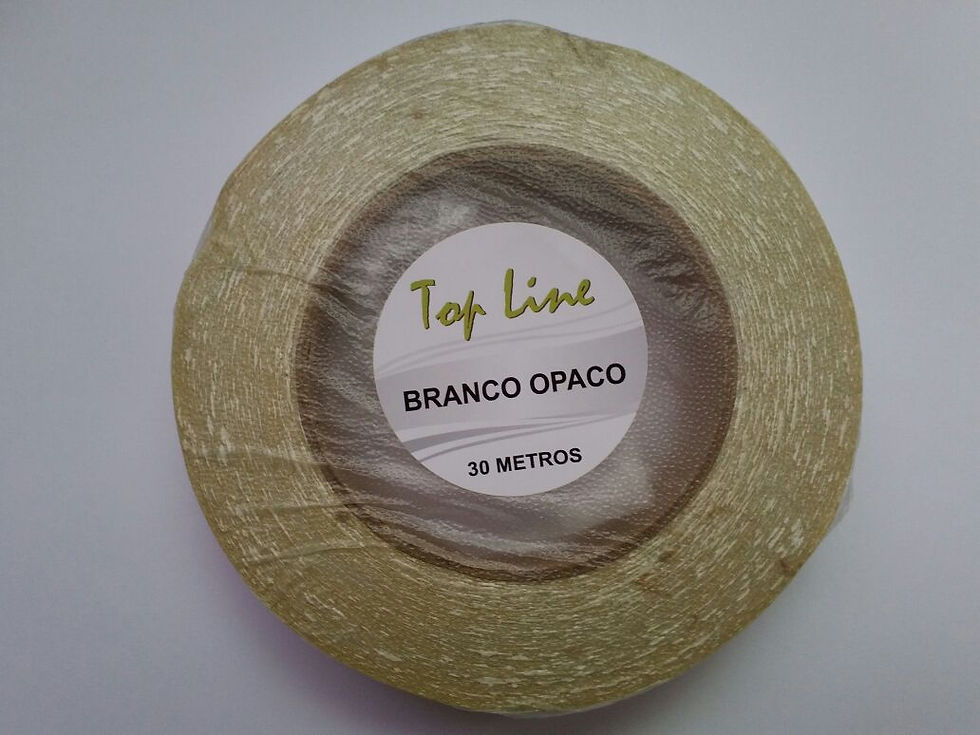 Top Line
BRANCO OPACO
30 METROS